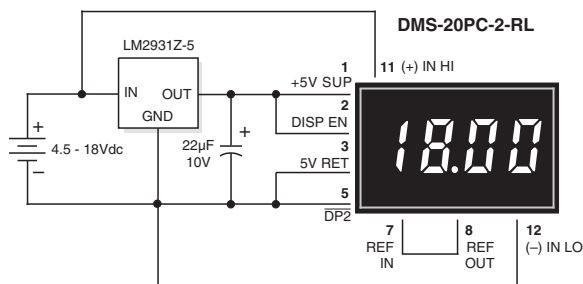 DMS-20PC-2-RL
LM2931Z-5
1
11 (+) IN HI
+5V SUP
IN
OUT
2
GND
DISP EN
+
+
4.5 - 18Vdc
22µF
10V
3
18.00
–
5V RET
5
DP2
7
8
12
REF
IN
REF
OUT
(–) IN LO